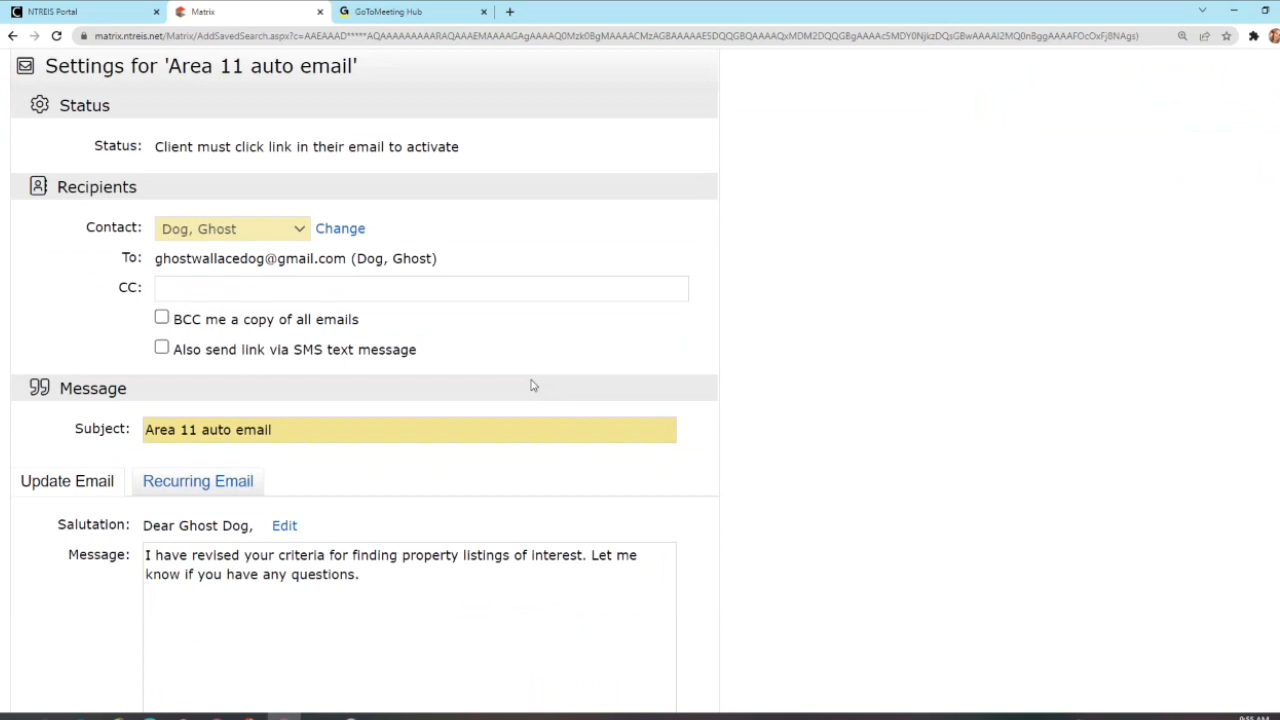 NTREIS Portal
Matrix
GoToMeeting Hub
Settings for 'Area 11 auto email'
Status
Status: Client must click link in their email to activate
Recipients
Contact: Dog, Ghost Change
To: ghostwallacedog@gmail.com (Dog, Ghost)
CC:
BCC me a copy of all emails
Also send link via SMS text message
Message
Subject: Area 11 auto email
Update Email Recurring Email
Salutation: Dear Ghost Dog, Edit
Message: I have revised your criteria for finding property listings of interest. Let me
know if you have any questions.